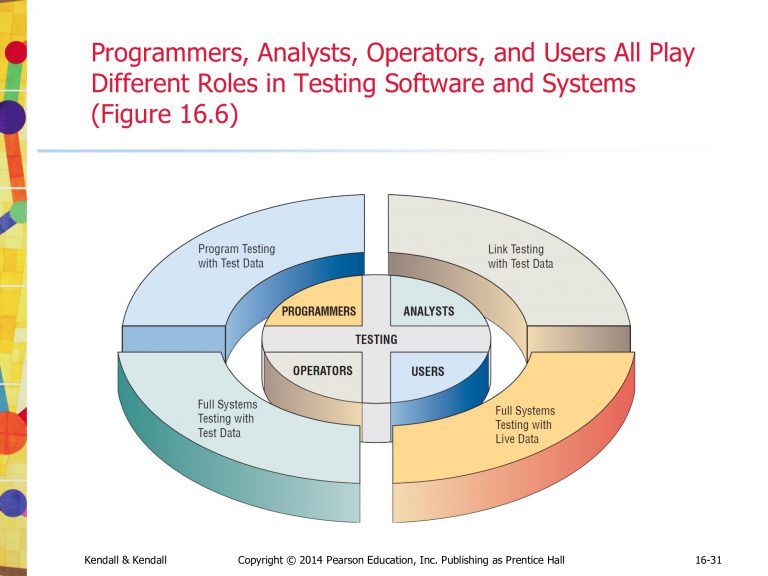 Programmers, Analysts, Operators, and Users All Play
Different Roles in Testing Software and Systems
(Figure 16.6)
Program Testing
with Test Data
Link Testing
with Test Data
PROGRAMMERS
ANALYSTS
TESTING
OPERATORS
USERS
Full Systems
Testing with
Test Data
Full Systems
Testing with
Live Data
Kendall & Kendall
Copyright © 2014 Pearson Education, Inc. Publishing as Prentice Hall
16-31